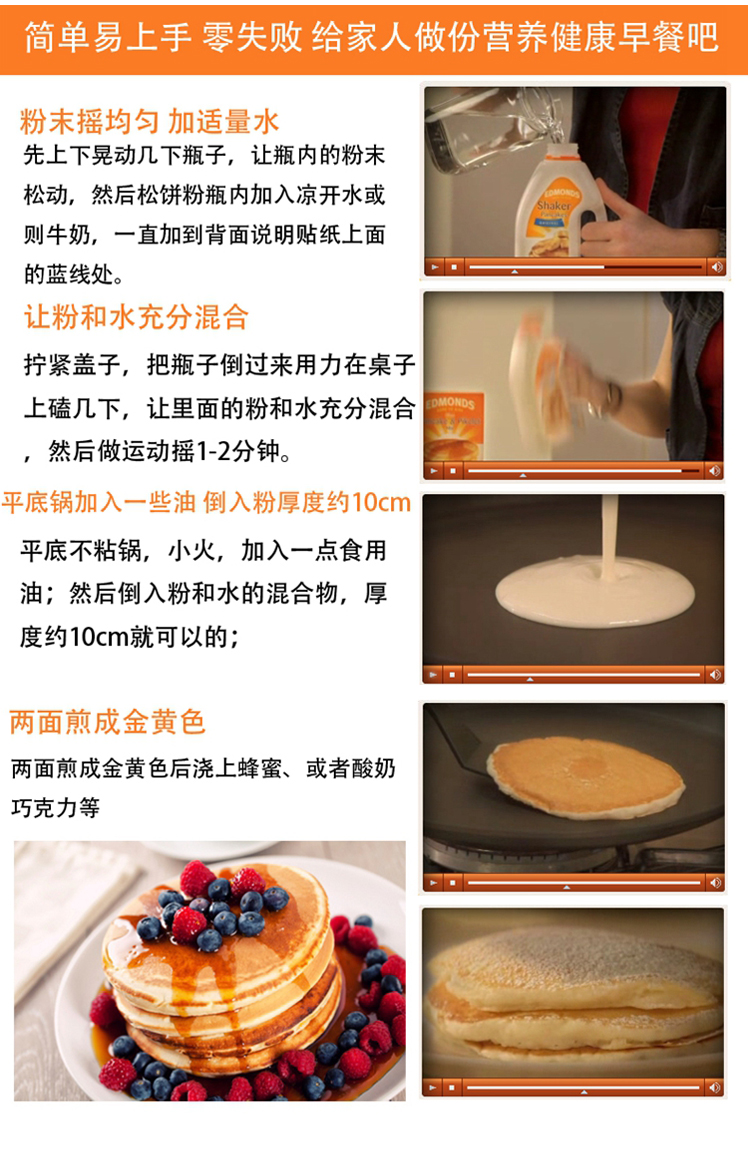 简单易上手 零失败 给家人做份营养健康早餐吧
粉末摇均匀 加适量水
先上下晃动几下瓶子，让瓶内的粉末
松动，然后松饼粉瓶内加入凉开水或
则牛奶，一直加到背面说明贴纸上面
的蓝线处。
EDMONDS
Shaker
PANCAKE
让粉和水充分混合
拧紧盖子，把瓶子倒过来用力在桌子
上磕几下，让里面的粉和水充分混合
，然后做运动摇1-2分钟。
EDMONDS
平底锅加入一些油 倒入粉厚度约10cm
平底不粘锅，小火，加入一点食用
油；然后倒入粉和水的混合物，厚
度约10cm就可以的；
两面煎成金黄色
两面煎成金黄色后浇上蜂蜜、或者酸奶
巧克力等